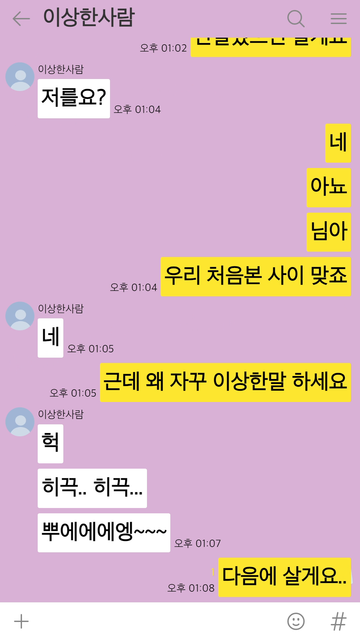 이상한사람
오후 01:02
이상한사람
저를요?
오후 01:04
네
아뇨
님아
우리 처음본 사이 맞죠
오후 01:04
이상한사람
네
오후 01:05
근데 왜 자꾸 이상한말 하세요
오후 01:05
이상한사람
헉
히끅.. 히끅...
뿌에에에엥~~~
오후 01:07
다음에 살게요..
오후 01:08
#